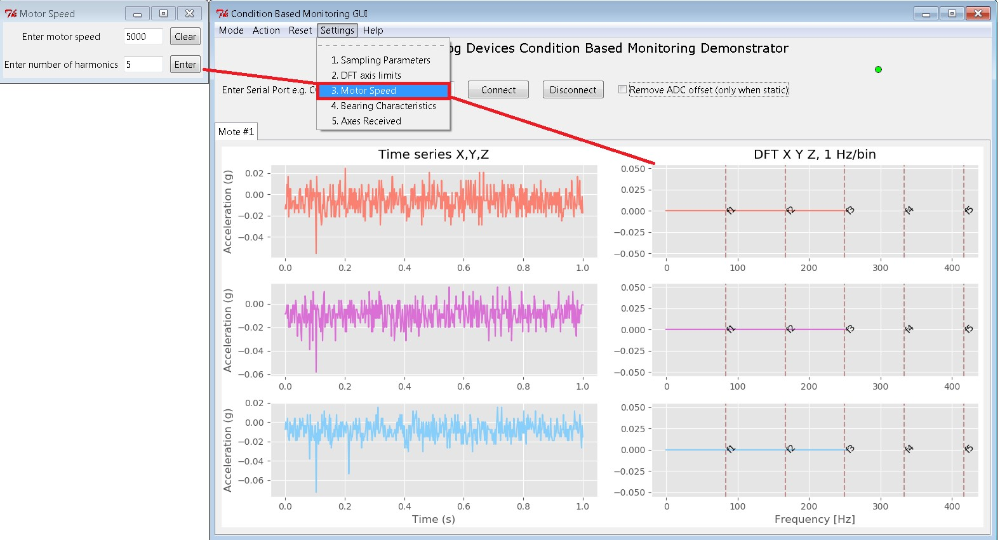 Motor Speed
Enter motor speed 5000 Clear
Enter number of harmonics 5 Enter
Condition Based Monitoring GUI
Mode Action Reset Settings Help
og Devices Condition Based Monitoring Demonstrator
1. Sampling Parameters
2. DFT axis limits
3. Motor Speed
4. Bearing Characteristics
5. Axes Received
Enter Serial Port e.g. CO Connect Disconnect Remove ADC offset (only when static)
Mote #1
Time series X,Y,Z
Acceleration (g)
0.02
0.00
−0.02
−0.04
0.0 0.2 0.4 0.6 0.8 1.0
Acceleration (g)
0.00
−0.02
−0.04
−0.06
0.0 0.2 0.4 0.6 0.8 1.0
Acceleration (g)
0.02
0.00
−0.02
−0.04
−0.06
0.0 0.2 0.4 0.6 0.8 1.0
Time (s)
DFT X Y Z, 1 Hz/bin
0.050
0.025
0.000
−0.025
−0.050
f1 f2 f3 f4 f5
0 100 200 300 400
0.050
0.025
0.000
−0.025
−0.050
f1 f2 f3 f4 f5
0 100 200 300 400
0.050
0.025
0.000
−0.025
−0.050
f1 f2 f3 f4 f5
0 100 200 300 400
Frequency [Hz]